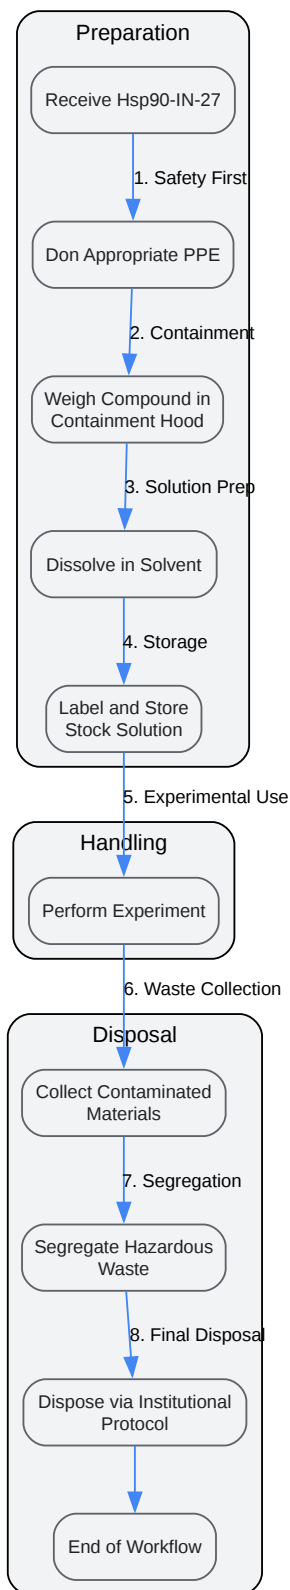 Preparation
Receive Hsp90-IN-27
1. Safety First
Don Appropriate PPE
2. Containment
Weigh Compound in
Containment Hood
3. Solution Prep
Dissolve in Solvent
4. Storage
Label and Store
Stock Solution
5. Experimental Use
Handling
Perform Experiment
6. Waste Collection
Disposal
Collect Contaminated
Materials
7. Segregation
Segregate Hazardous
Waste
8. Final Disposal
Dispose via Institutional
Protocol
End of Workflow